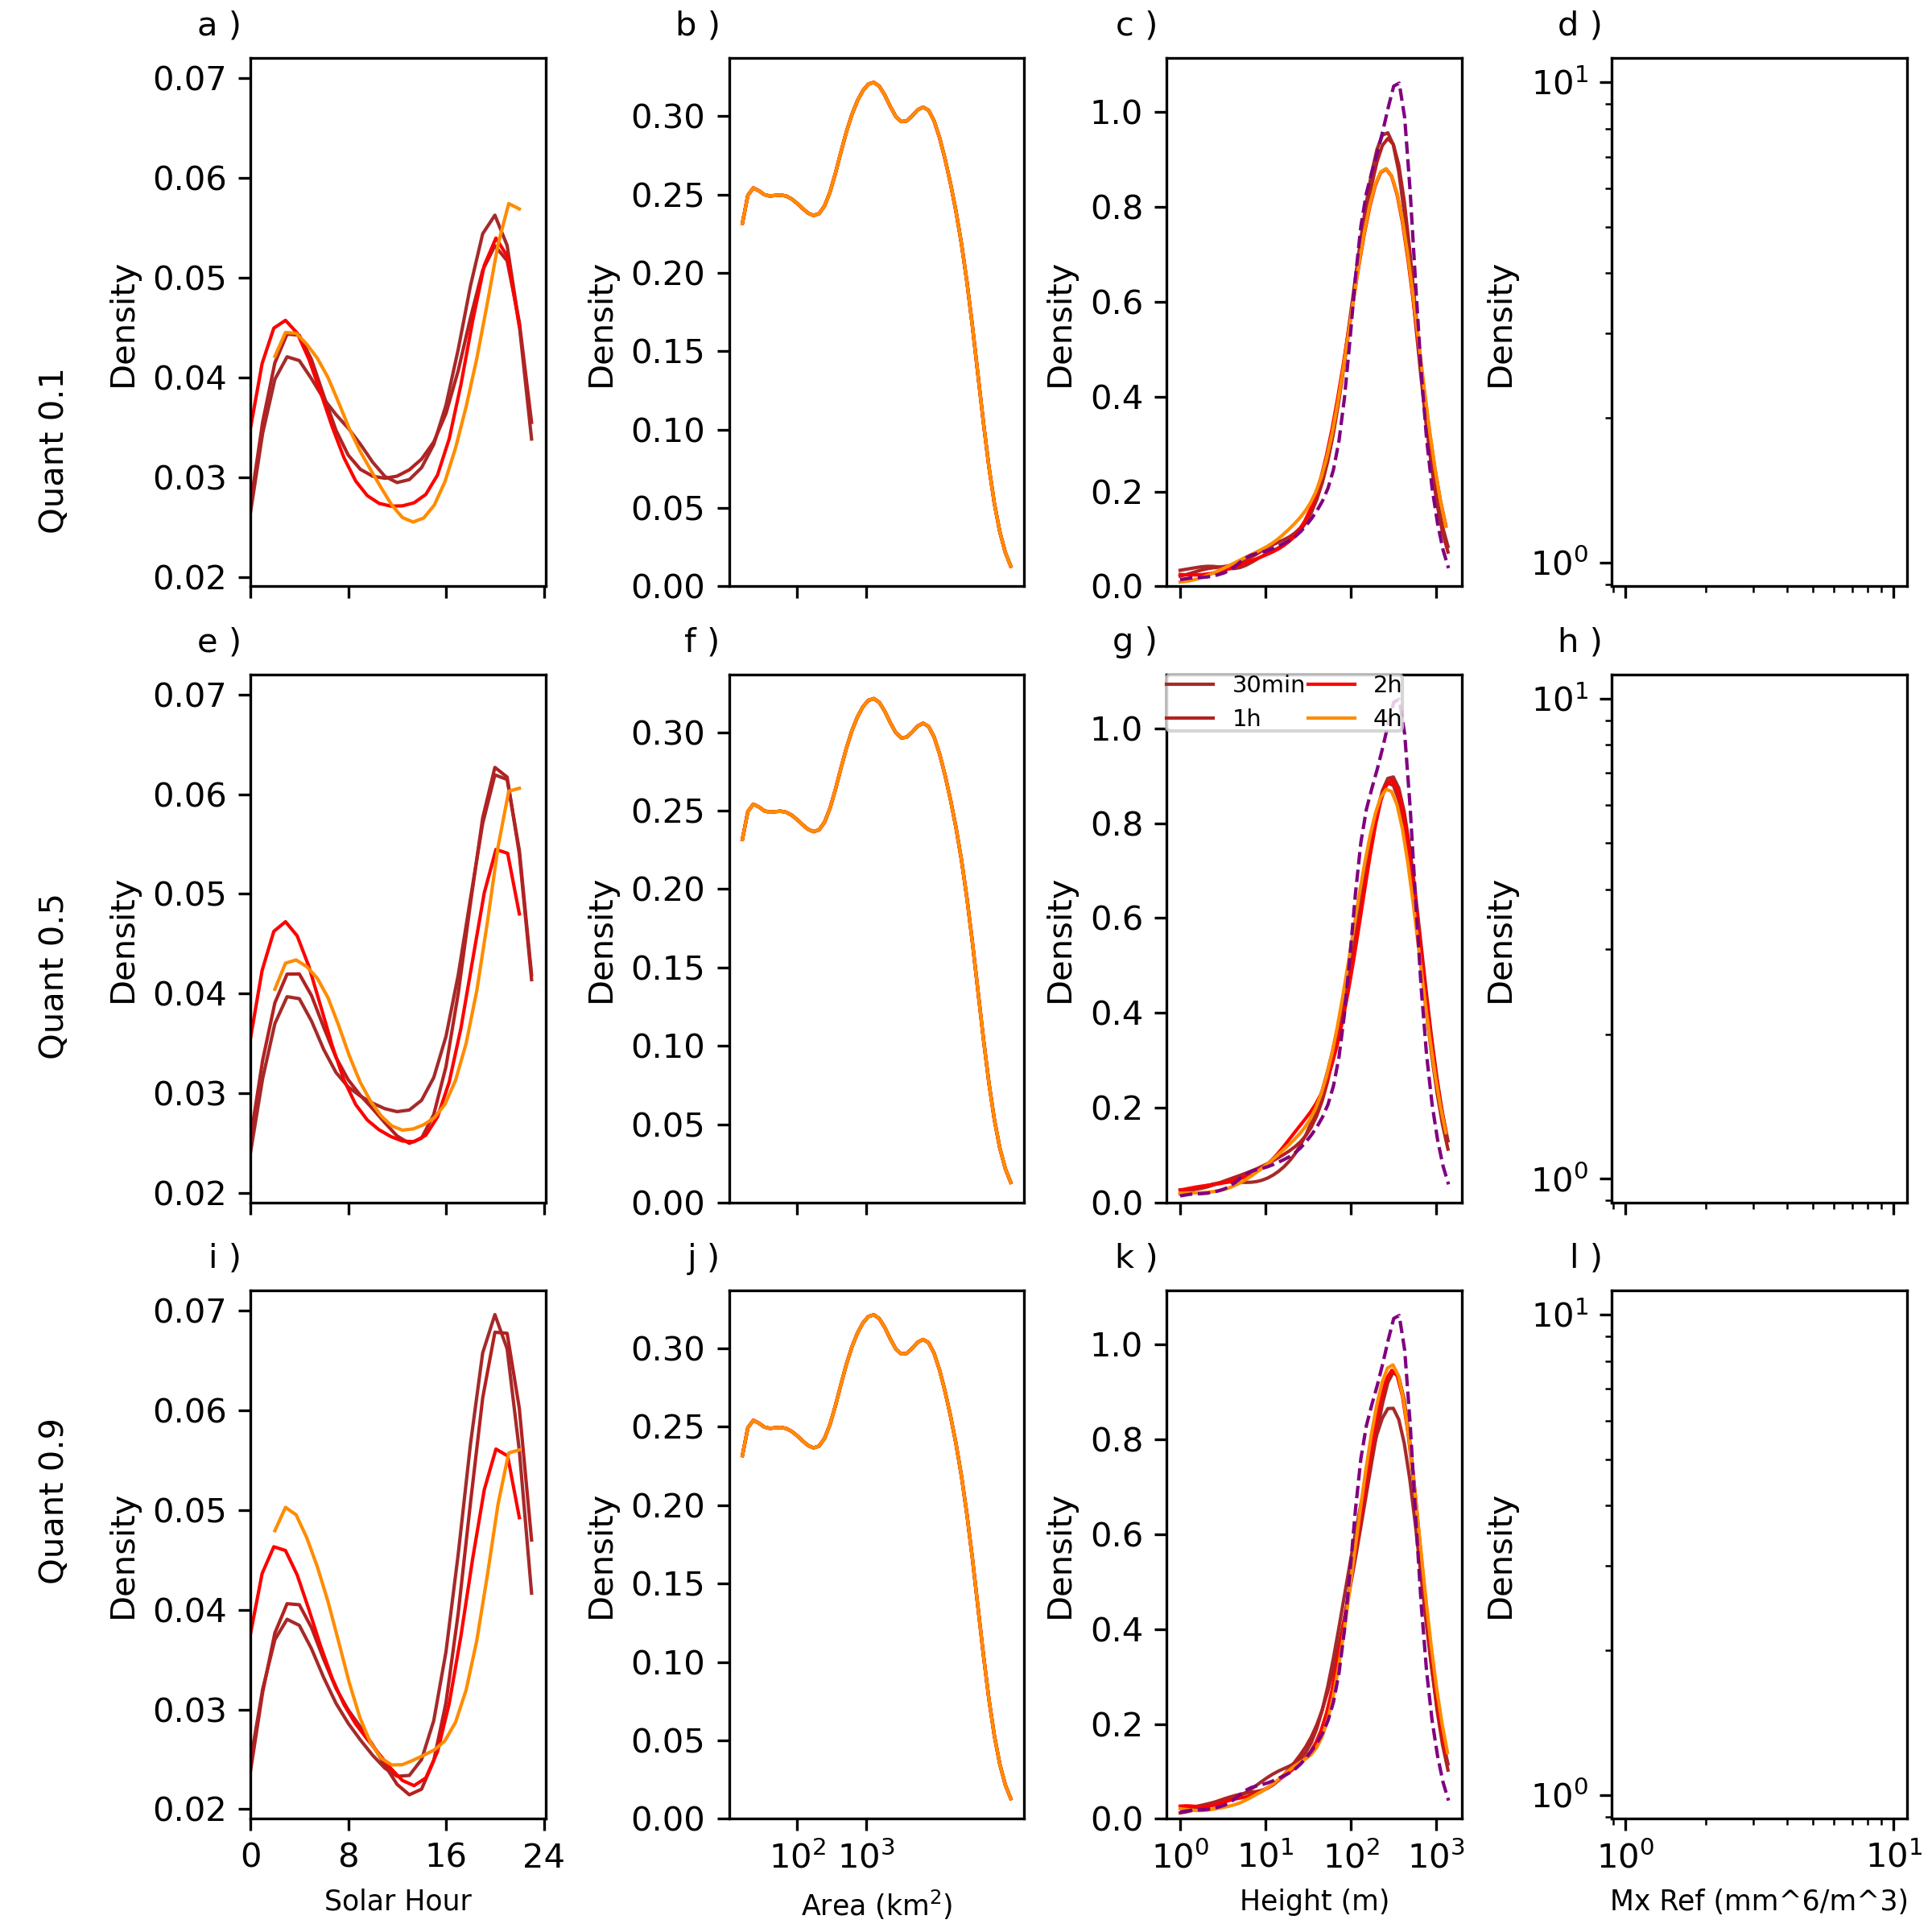 a ) b ) c ) d )
Quant 0.1
Density
0.07
0.06
0.05
0.04
0.03
0.02
Density
0.30
0.25
0.20
0.15
0.10
0.05
0.00
Density
1.0
0.8
0.6
0.4
0.2
0.0
Density
10^1
10^0
e ) f ) g ) h )
Quant 0.5
Density
0.07
0.06
0.05
0.04
0.03
0.02
Density
0.30
0.25
0.20
0.15
0.10
0.05
0.00
Density
1.0
0.8
0.6
0.4
0.2
0.0
30min 2h
1h 4h
Density
10^1
10^0
i ) j ) k ) l )
Quant 0.9
Density
0.07
0.06
0.05
0.04
0.03
0.02
0 8 16 24
Solar Hour
Density
0.30
0.25
0.20
0.15
0.10
0.05
0.00
10^2 10^3
Area (km^2)
Density
1.0
0.8
0.6
0.4
0.2
0.0
10^0 10^1 10^2 10^3
Height (m)
Density
10^1
10^0
10^0 10^1
Mx Ref (mm^6/m^3)